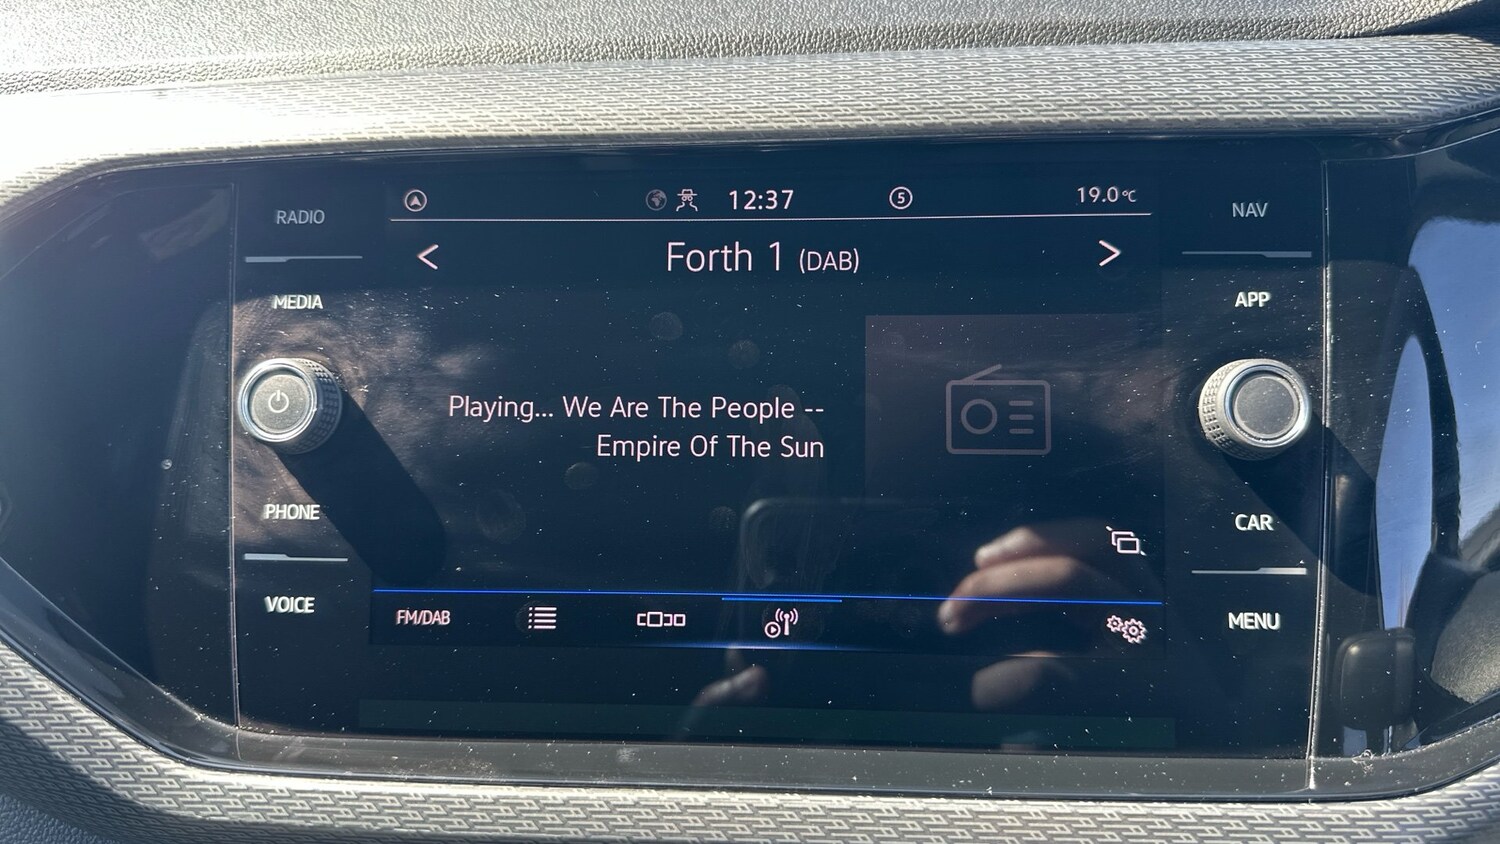 RADIO
MEDIA
PHONE
VOICE
12:37
5
19.0°C
Forth 1 (DAB)
Playing... We Are The People --
Empire Of The Sun
FM/DAB
NAV
APP
CAR
MENU